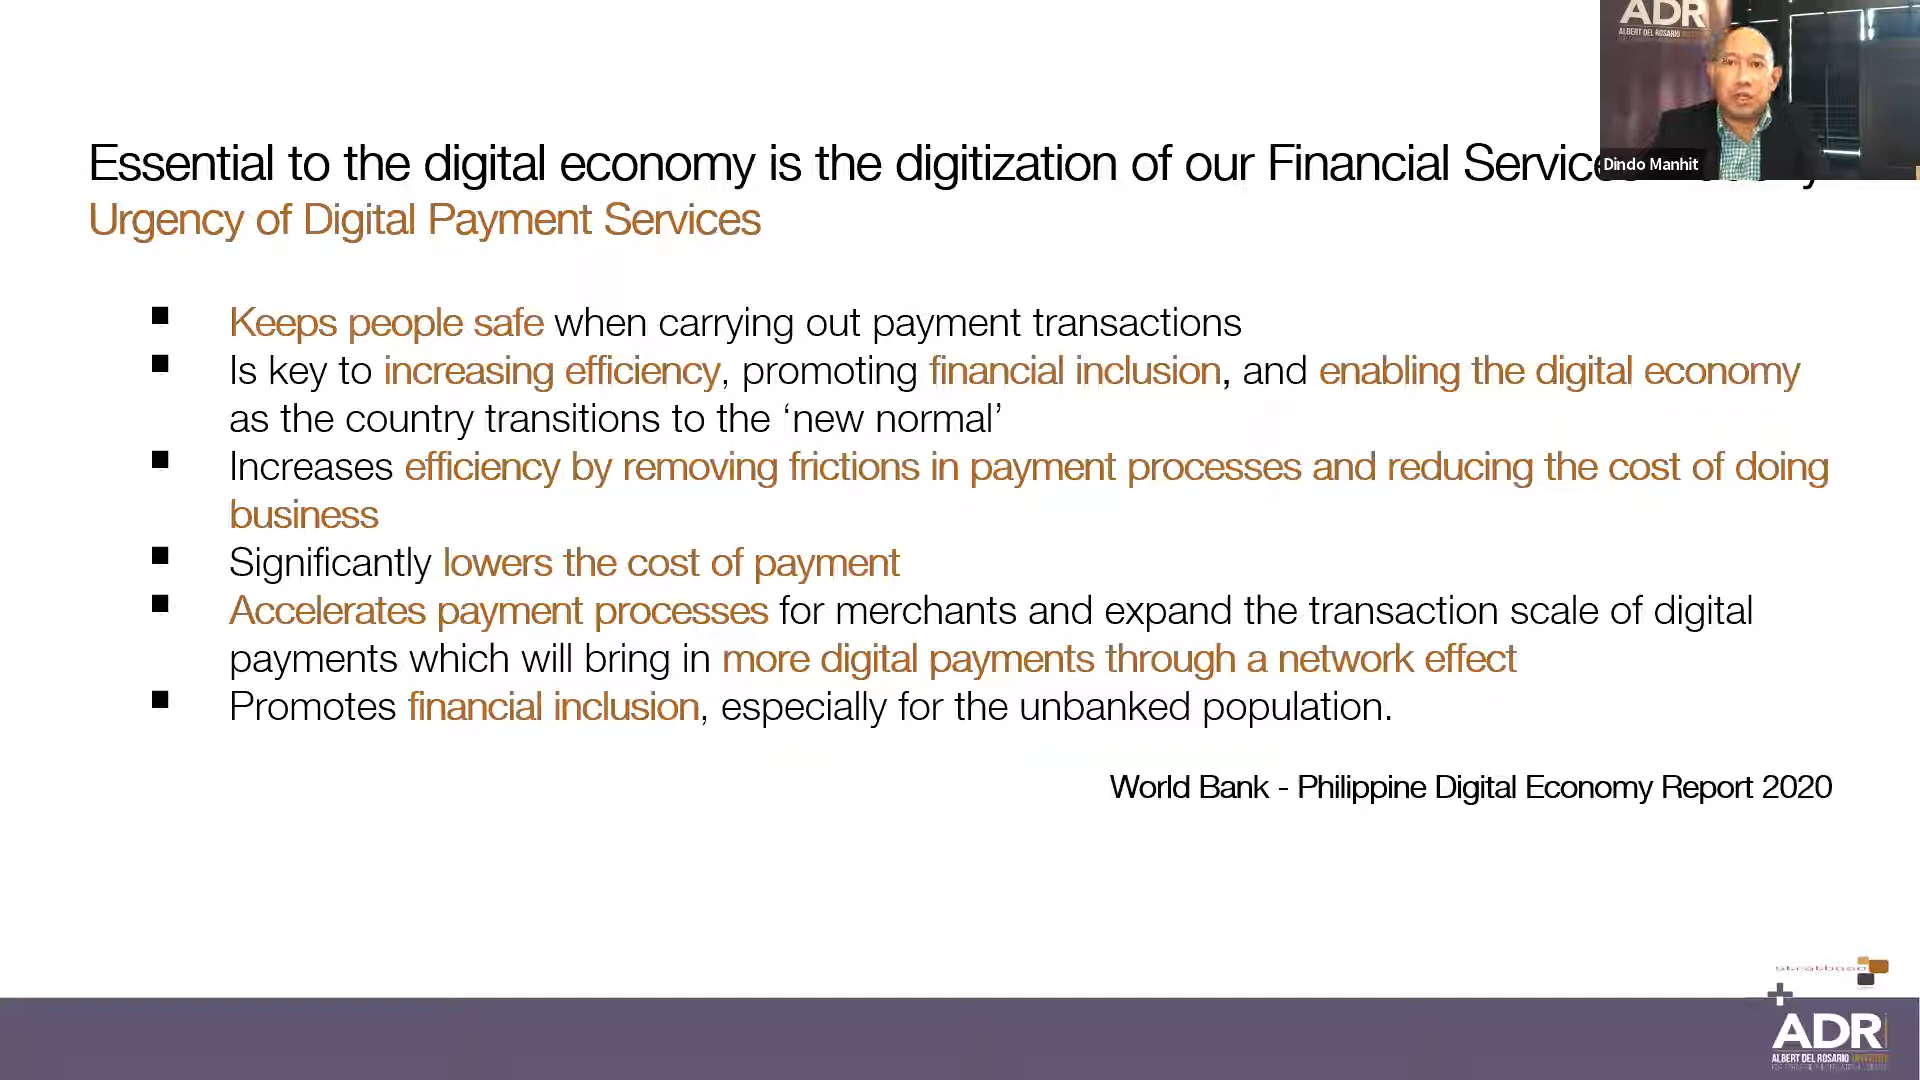 ADR
ALBERT DEL ROSARIO
Dindo Manhit
Essential to the digital economy is the digitization of our Financial
Urgency of Digital Payment Services
Keeps people safe when carrying out payment transactions
Is key to increasing efficiency, promoting financial inclusion, and enabling the digital economy
as the country transitions to the ‘new normal’
Increases efficiency by removing frictions in payment processes and reducing the cost of doing
business
Significantly lowers the cost of payment
Accelerates payment processes for merchants and expand the transaction scale of digital
payments which will bring in more digital payments through a network effect
Promotes financial inclusion, especially for the unbanked population.
World Bank - Philippine Digital Economy Report 2020
stratbase
ADR
ALBERT DEL ROSARIO